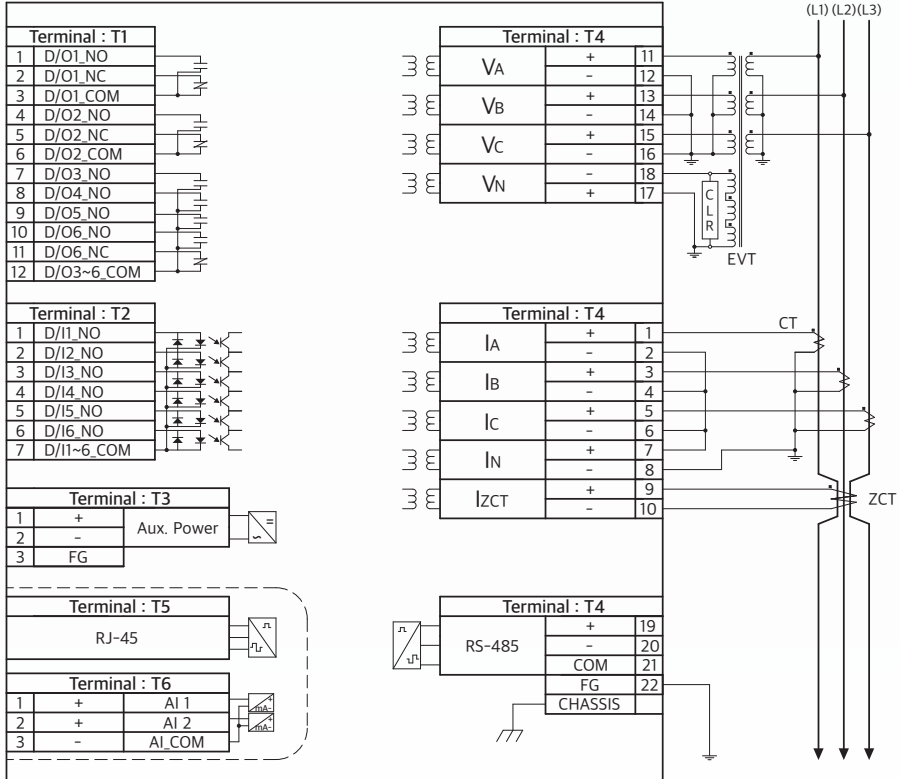 (L1) (L2)(L3)
Terminal : T1
1 D/O1_NO
2 D/O1_NC
3 D/O1_COM
4 D/O2_NO
5 D/O2_NC
6 D/O2_COM
7 D/O3_NO
8 D/O4_NO
9 D/O5_NO
10 D/O6_NO
11 D/O6_NC
12 D/O3~6_COM
Terminal : T4
VA + 11
- 12
VB + 13
- 14
VC + 15
- 16
VN - 18
+ 17
CLR
EVT
Terminal : T2
1 D/I1_NO
2 D/I2_NO
3 D/I3_NO
4 D/I4_NO
5 D/I5_NO
6 D/I6_NO
7 D/I1~6_COM
Terminal : T4
IA + 1
- 2
IB + 3
- 4
IC + 5
- 6
IN + 7
- 8
IZCT + 9
- 10
CT
ZCT
Terminal : T3
1 + Aux. Power
2 -
3 FG
Terminal : T5
RJ-45
Terminal : T4
RS-485 + 19
- 20
COM 21
FG 22
CHASSIS
Terminal : T6
1 + AI 1
2 + AI 2
3 - AI_COM
+
mA-
+
mA-